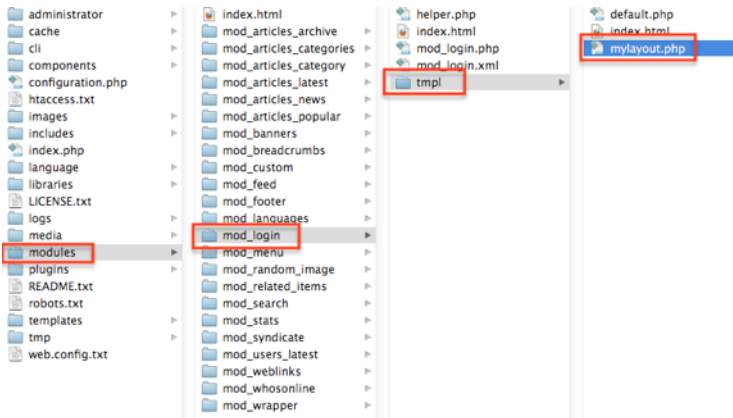 administrator
cache
cli
components
configuration.php
htaccess.txt
images
includes
index.php
language
libraries
LICENSE.txt
logs
media
modules
plugins
README.txt
robots.txt
templates
tmp
web.config.txt
index.html
mod_articles_archive
mod_articles_categories
mod_articles_category
mod_articles_latest
mod_articles_news
mod_articles_popular
mod_banners
mod_breadcrumbs
mod_custom
mod_feed
mod_footer
mod_languages
mod_login
mod_menu
mod_random_image
mod_related_items
mod_search
mod_stats
mod_syndicate
mod_users_latest
mod_weblinks
mod_whosonline
mod_wrapper
helper.php
index.html
mod_login.php
mod_login.xml
tmpl
default.php
index.html
mylayout.php